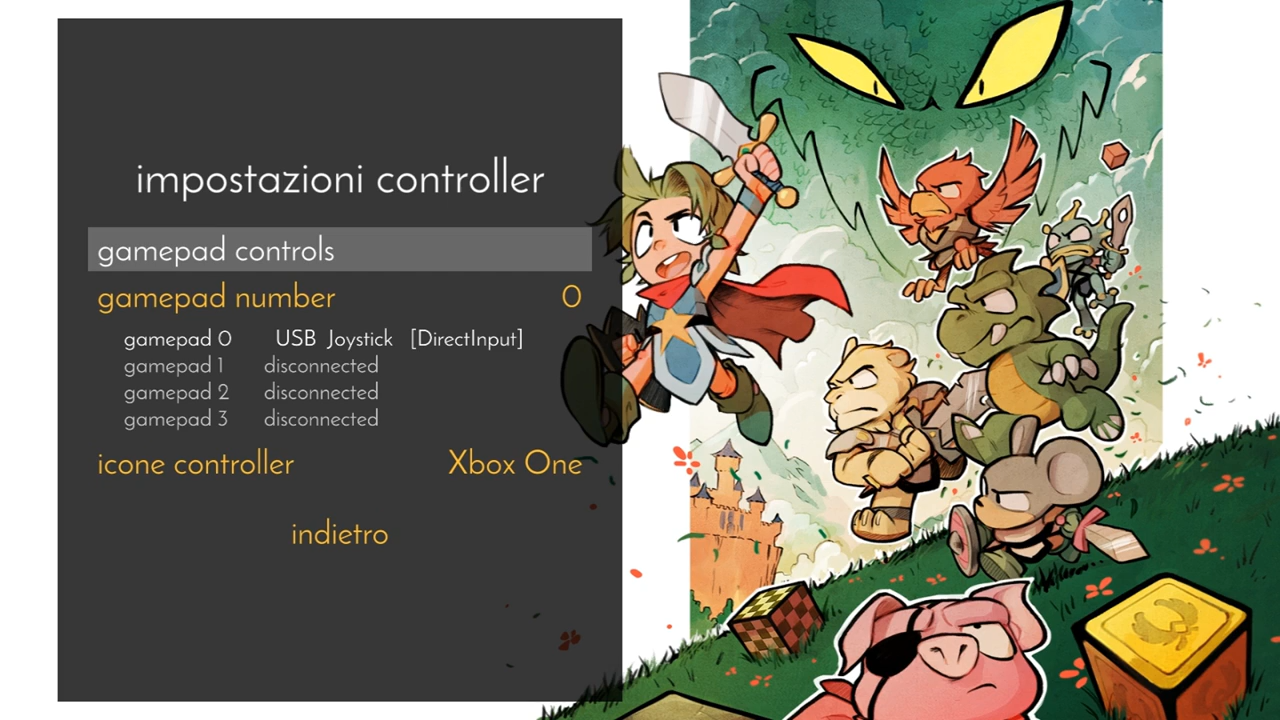 impostazioni controller
gamepad controls
gamepad number 0
gamepad 0 USB Joystick [DirectInput]
gamepad 1 disconnected
gamepad 2 disconnected
gamepad 3 disconnected
icone controller Xbox One
indietro